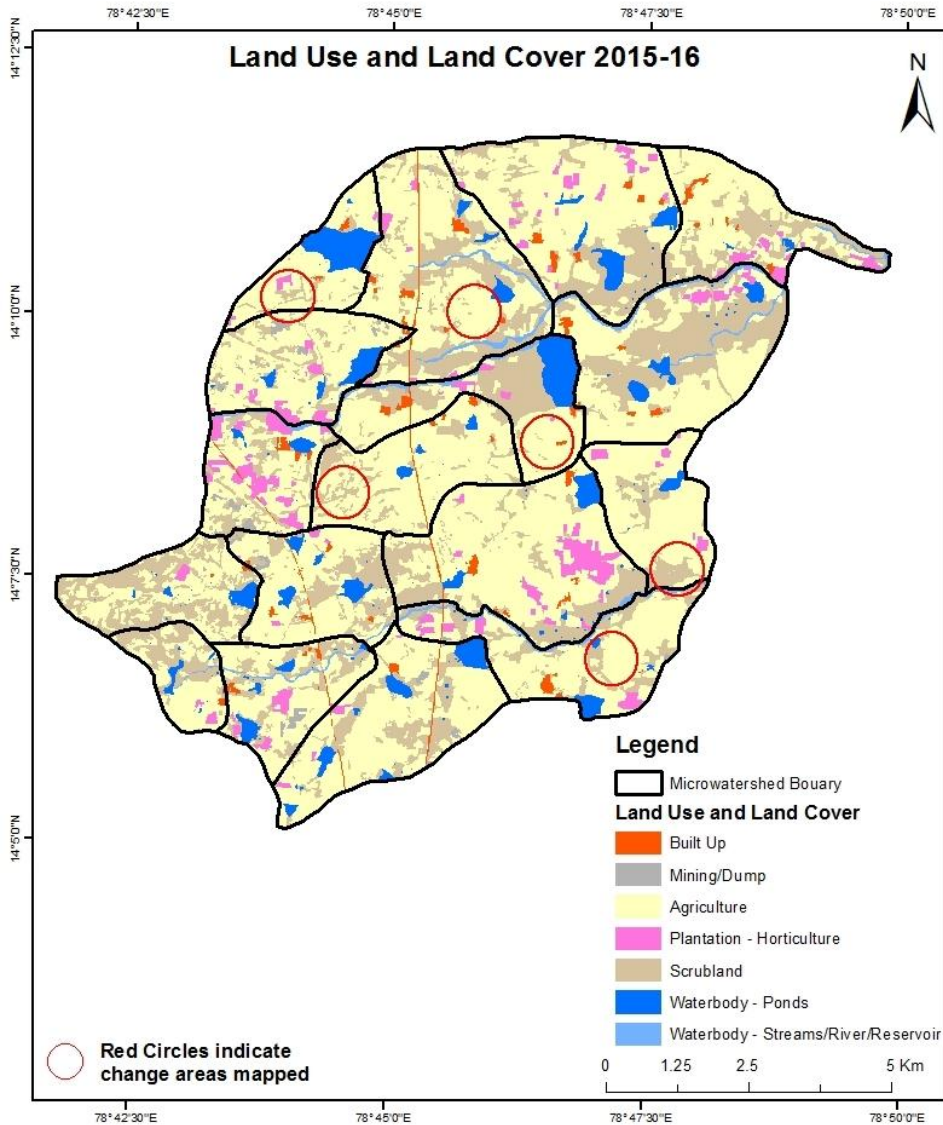 78°42'30"E 78°45'0"E 78°47'30"E 78°50'0"E
14°12'30"N
Land Use and Land Cover 2015-16
N
14°10'0"N
14°7'30"N
14°5'0"N
Legend
Microwatershed Bouary
Land Use and Land Cover
Built Up
Mining/Dump
Agriculture
Plantation - Horticulture
Scrubland
Waterbody - Ponds
Waterbody - Streams/River/Reservoir
Red Circles indicate
change areas mapped
0 1.25 2.5 5 Km
78°42'30"E 78°45'0"E 78°47'30"E 78°50'0"E